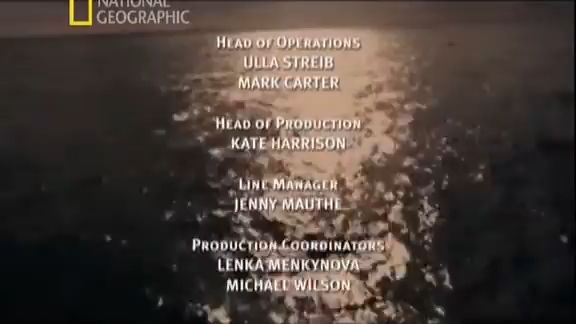 NATIONAL
GEOGRAPHIC
Head of Operations
ULLA STREIB
MARK CARTER
Head of Production
KATE HARRISON
Line Manager
JENNY MAUTHE
Production Coordinators
LENKA MENKYNOVA
MICHAEL WILSON